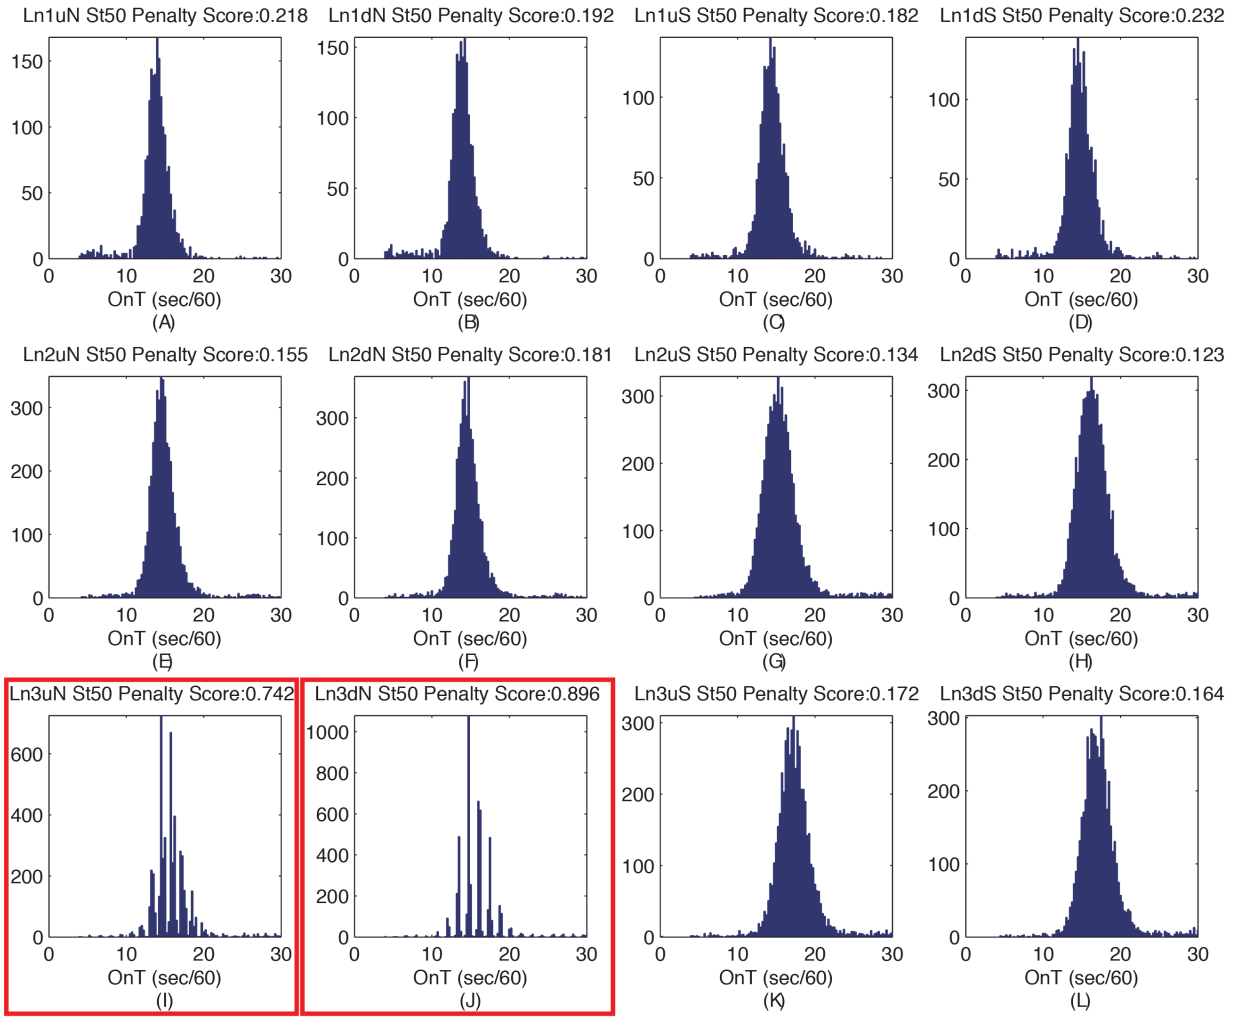 Ln1uN St50 Penalty Score:0.218
150
100
50
0
0 10 20 30
OnT (sec/60)
(A)
Ln1dN St50 Penalty Score:0.192
150
100
50
0
0 10 20 30
OnT (sec/60)
(B)
Ln1uS St50 Penalty Score:0.182
100
50
0
0 10 20 30
OnT (sec/60)
(C)
Ln1dS St50 Penalty Score:0.232
100
50
0
0 10 20 30
OnT (sec/60)
(D)
Ln2uN St50 Penalty Score:0.155
300
200
100
0
0 10 20 30
OnT (sec/60)
(E)
Ln2dN St50 Penalty Score:0.181
300
200
100
0
0 10 20 30
OnT (sec/60)
(F)
Ln2uS St50 Penalty Score:0.134
300
200
100
0
0 10 20 30
OnT (sec/60)
(G)
Ln2dS St50 Penalty Score:0.123
300
200
100
0
0 10 20 30
OnT (sec/60)
(H)
Ln3uN St50 Penalty Score:0.742
600
400
200
0
0 10 20 30
OnT (sec/60)
(I)
Ln3dN St50 Penalty Score:0.896
1000
800
600
400
200
0
0 10 20 30
OnT (sec/60)
(J)
Ln3uS St50 Penalty Score:0.172
300
200
100
0
0 10 20 30
OnT (sec/60)
(K)
Ln3dS St50 Penalty Score:0.164
300
200
100
0
0 10 20 30
OnT (sec/60)
(L)